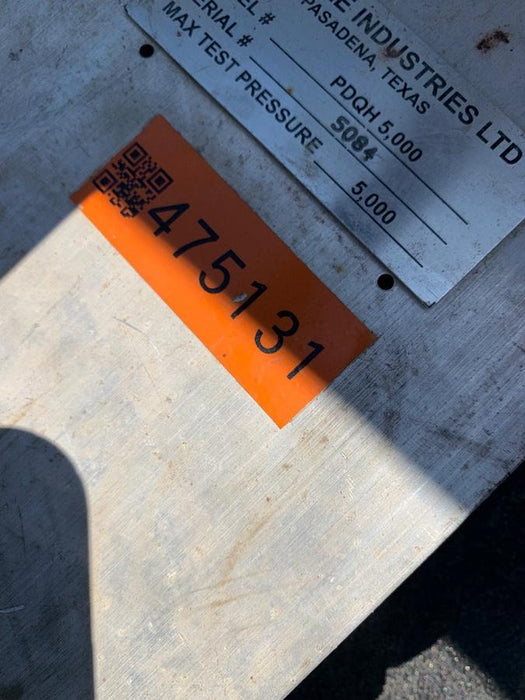 INDUSTRIES LTD
PASADENA, TEXAS
PDQH 5,000
5084
MAX TEST PRESSURE 5,000
475131